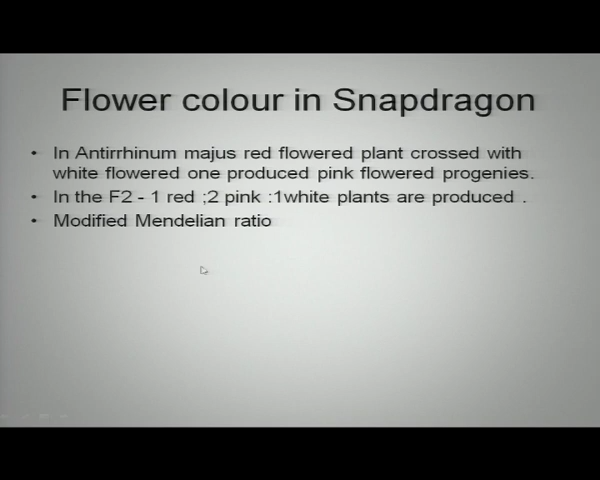 Flower colour in Snapdragon
• In Antirrhinum majus red flowered plant crossed with
white flowered one produced pink flowered progenies.
• In the F2 - 1 red ;2 pink :1white plants are produced .
• Modified Mendelian ratio